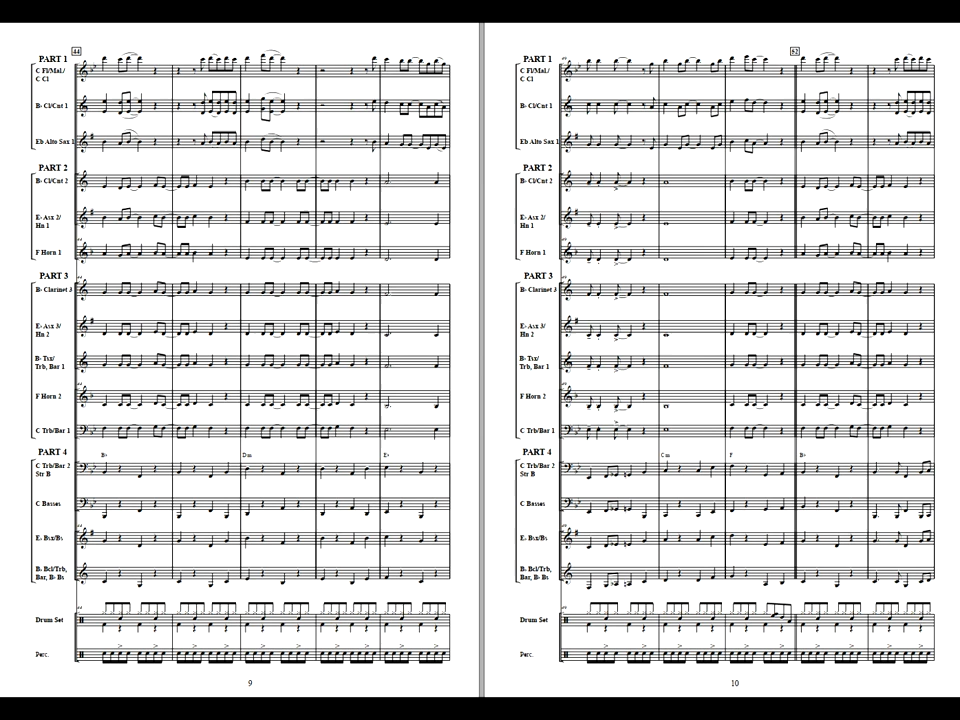 44
PART 1
C Fl/Mal./
C Cl
B♭ Cl/Cnt 1
Eb Alto Sax 1
PART 2
B♭ Cl/Cnt 2
E♭ Asx 2/
Hn 1
F Horn 1
PART 3
B♭ Clarinet 3
E♭ Asx 3/
Hn 2
B♭ Tsx/
Trb, Bar 1
F Horn 2
C Trb/Bar 1
PART 4
B♭ Dm E♭
C Trb/Bar 2
Str B
C Basses
E♭ Bsx/Bs
B♭ Bcl/Trb,
Bar, B♭ Bs
Drum Set
Perc.
9
52
PART 1
C Fl/Mal./
C Cl
B♭ Cl/Cnt 1
Eb Alto Sax 1
PART 2
B♭ Cl/Cnt 2
E♭ Asx 2/
Hn 1
F Horn 1
PART 3
B♭ Clarinet 3
E♭ Asx 3/
Hn 2
B♭ Tsx/
Trb, Bar 1
F Horn 2
C Trb/Bar 1
PART 4
Cm F B♭
C Trb/Bar 2
Str B
C Basses
E♭ Bsx/Bs
B♭ Bcl/Trb,
Bar, B♭ Bs
Drum Set
Perc.
10